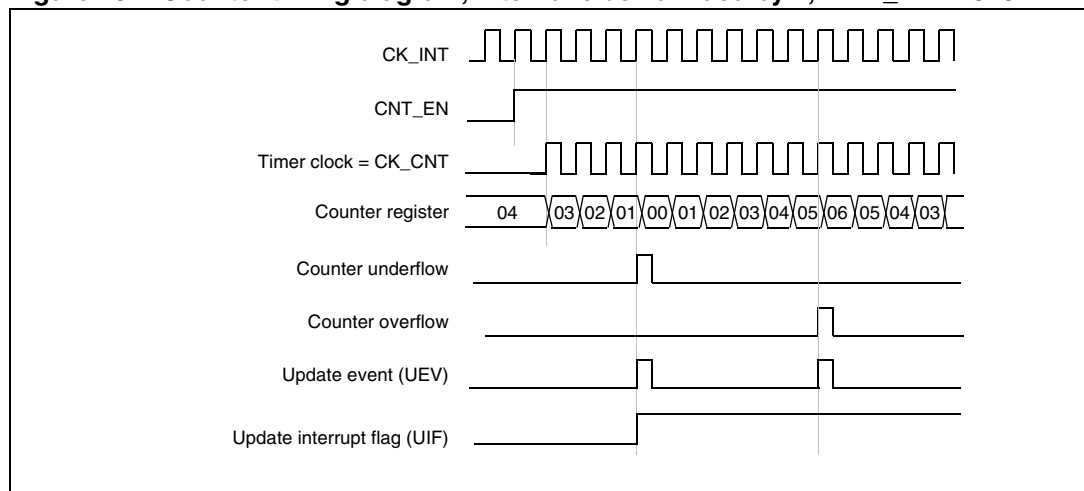 CK_INT
CNT_EN
Timer clock = CK_CNT
Counter register 04 03 02 01 00 01 02 03 04 05 06 05 04 03
Counter underflow
Counter overflow
Update event (UEV)
Update interrupt flag (UIF)